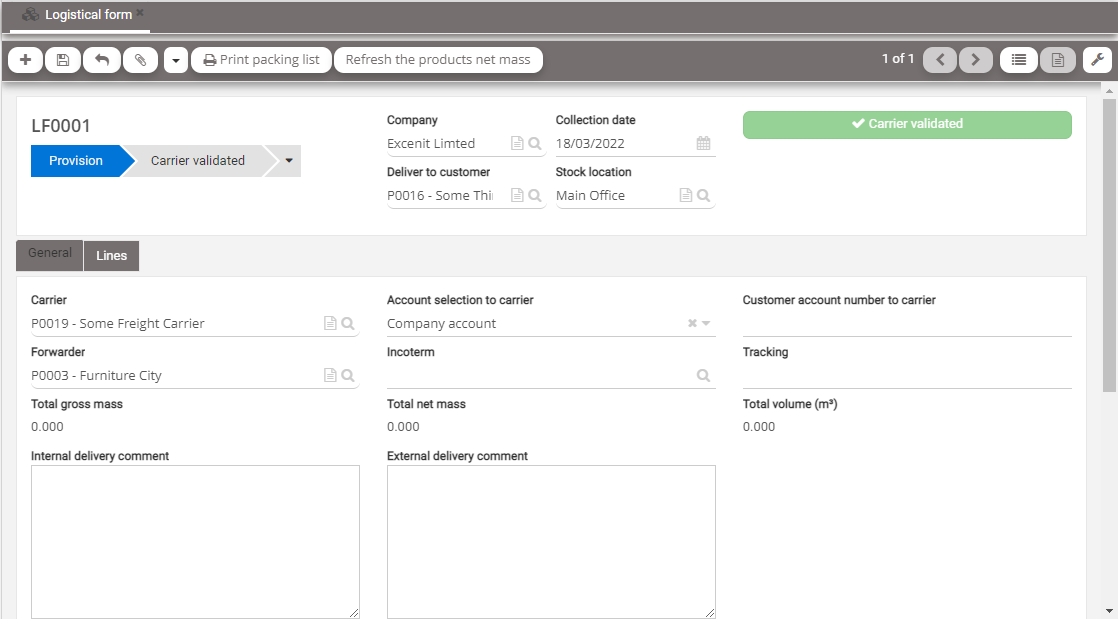 Logistical form
Print packing list
Refresh the products net mass
1 of 1
LF0001
Provision
Carrier validated
Company
Excenit Limted
Collection date
18/03/2022
Deliver to customer
P0016 - Some Thi
Stock location
Main Office
Carrier validated
General
Lines
Carrier
P0019 - Some Freight Carrier
Account selection to carrier
Company account
Customer account number to carrier
Forwarder
P0003 - Furniture City
Incoterm
Tracking
Total gross mass
0.000
Total net mass
0.000
Total volume (m³)
0.000
Internal delivery comment
External delivery comment